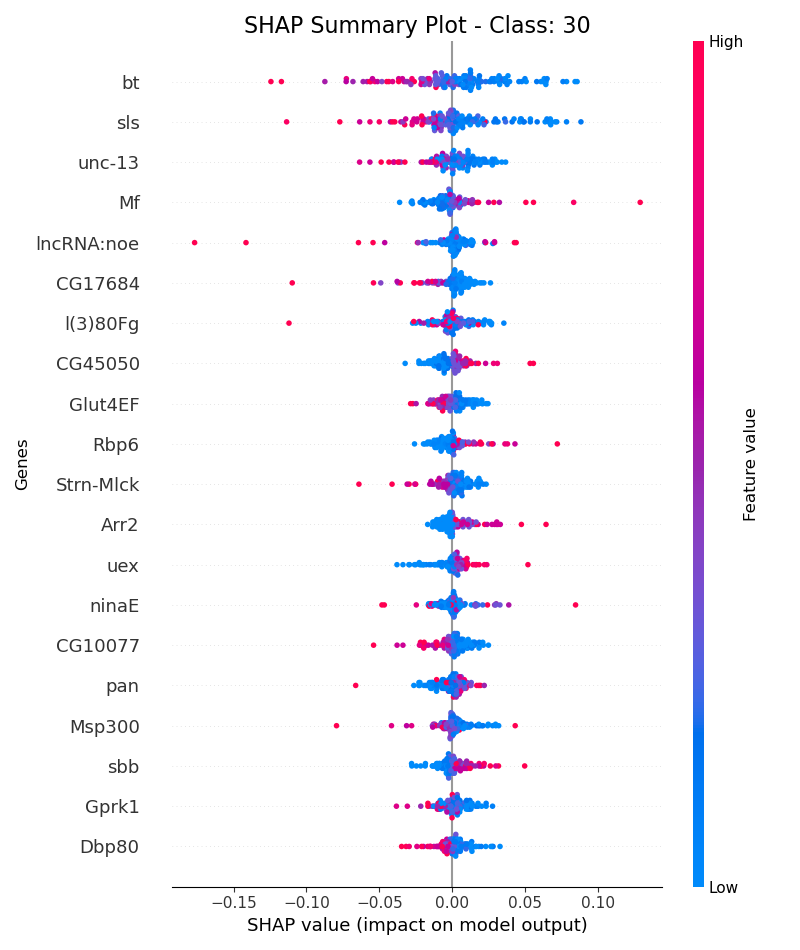 SHAP Summary Plot - Class: 30
High
bt
sls
unc-13
Mf
lncRNA:noe
CG17684
l(3)80Fg
CG45050
Glut4EF
Rbp6
Strn-Mlck
Arr2
uex
ninaE
CG10077
pan
Msp300
sbb
Gprk1
Dbp80
Genes
Feature value
Low
−0.15 −0.10 −0.05 0.00 0.05 0.10
SHAP value (impact on model output)